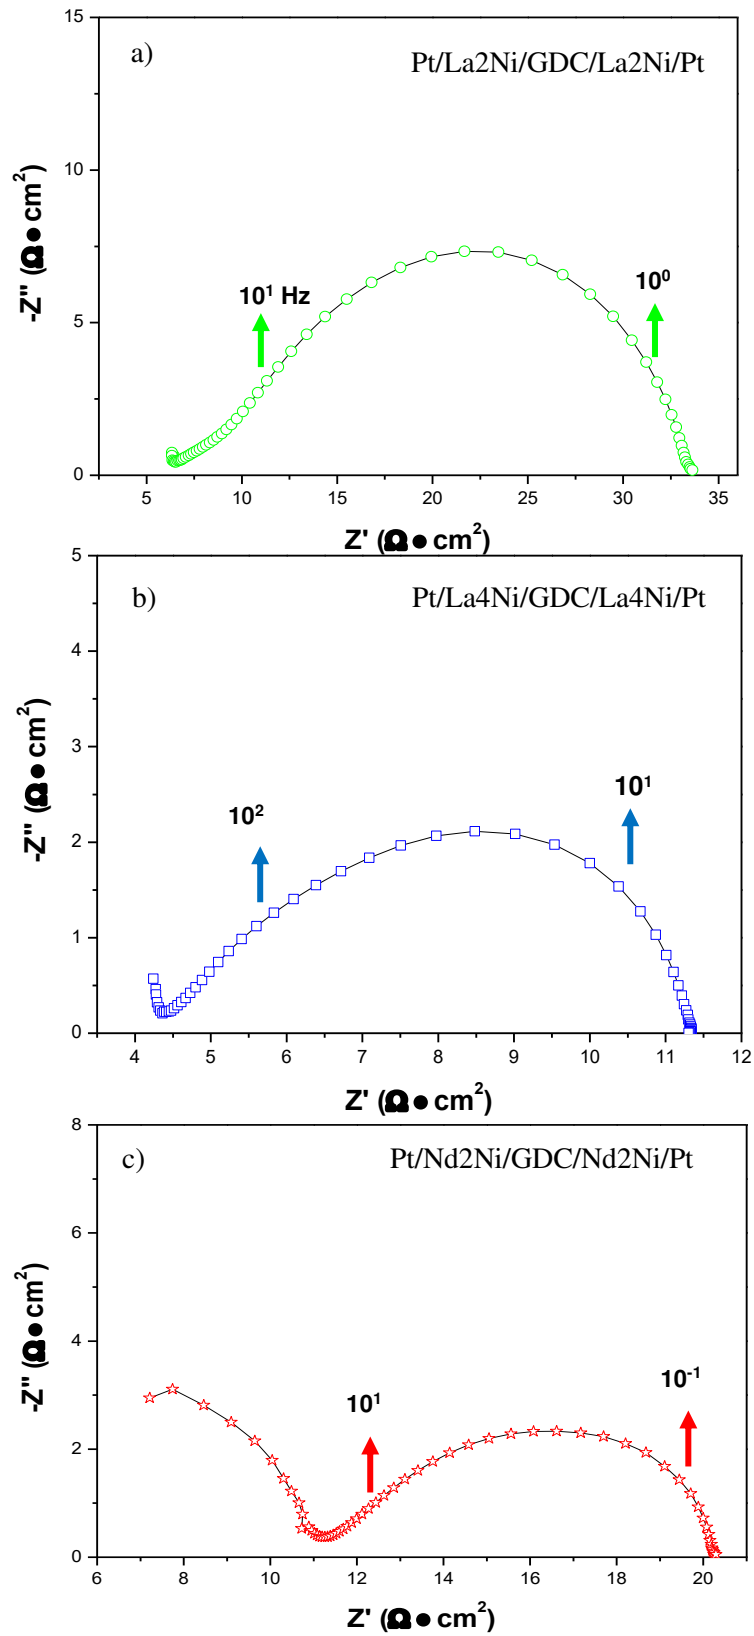 15
a)
Pt/La2Ni/GDC/La2Ni/Pt
10
10¹ Hz
10⁰
5
0
5 10 15 20 25 30 35
-Z" (Ω●cm²)
Z' (Ω●cm²)
5
b)
Pt/La4Ni/GDC/La4Ni/Pt
4
3
10²
10¹
2
1
0
4 5 6 7 8 9 10 11 12
-Z" (Ω●cm²)
Z' (Ω●cm²)
8
c)
Pt/Nd2Ni/GDC/Nd2Ni/Pt
6
4
10¹
10⁻¹
2
0
6 8 10 12 14 16 18 20
-Z" (Ω●cm²)
Z' (Ω●cm²)